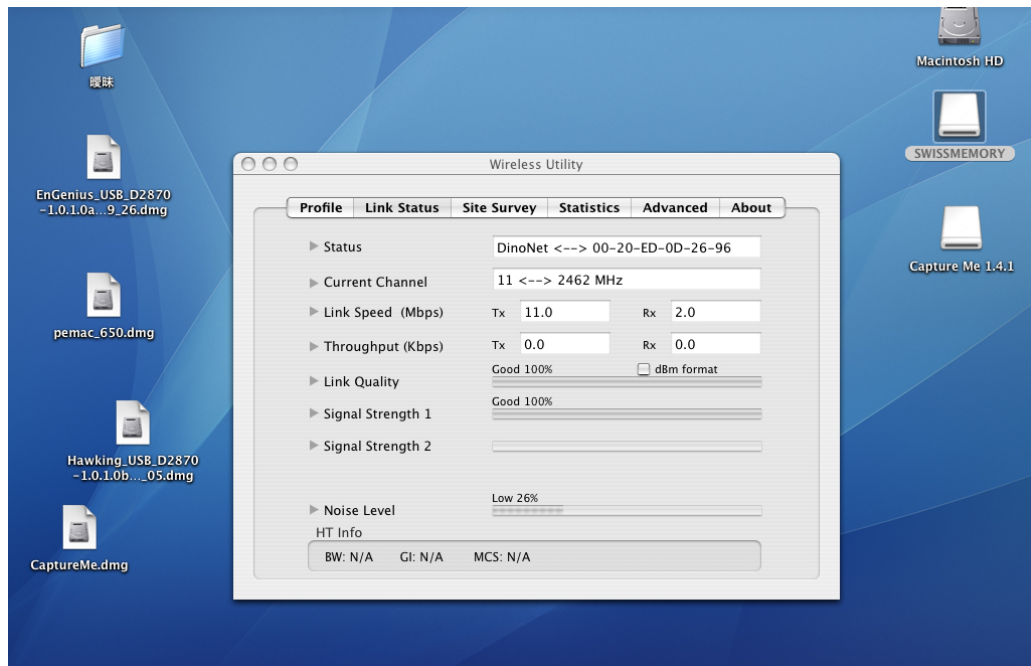 Macintosh HD
曖昧
SWISSMEMORY
EnGenius_USB_D2870
-1.0.1.0a...9_26.dmg
Capture Me 1.4.1
pemac_650.dmg
Hawking_USB_D2870
-1.0.1.0b..._05.dmg
CaptureMe.dmg
Wireless Utility
Profile Link Status Site Survey Statistics Advanced About
Status DinoNet <--> 00-20-ED-0D-26-96
Current Channel 11 <--> 2462 MHz
Link Speed (Mbps) Tx 11.0 Rx 2.0
Throughput (Kbps) Tx 0.0 Rx 0.0
Good 100% dBm format
Link Quality
Good 100%
Signal Strength 1
Signal Strength 2
Low 26%
Noise Level
HT Info
BW: N/A GI: N/A MCS: N/A